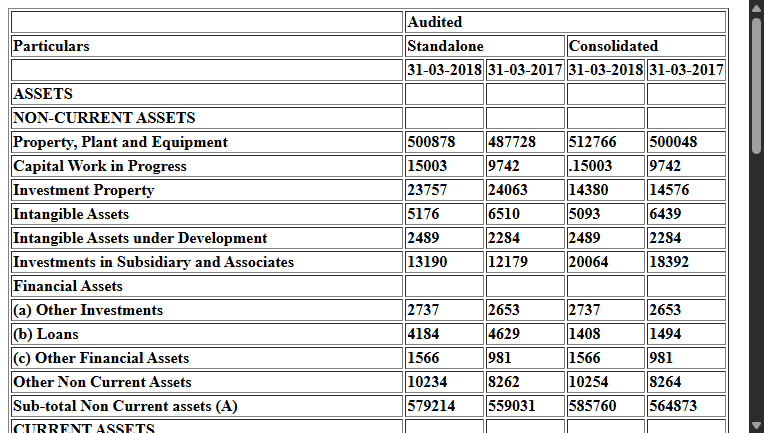 Audited
Particulars Standalone Consolidated
31-03-2018 31-03-2017 31-03-2018 31-03-2017
ASSETS
NON-CURRENT ASSETS
Property, Plant and Equipment 500878 487728 512766 500048
Capital Work in Progress 15003 9742 .15003 9742
Investment Property 23757 24063 14380 14576
Intangible Assets 5176 6510 5093 6439
Intangible Assets under Development 2489 2284 2489 2284
Investments in Subsidiary and Associates 13190 12179 20064 18392
Financial Assets
(a) Other Investments 2737 2653 2737 2653
(b) Loans 4184 4629 1408 1494
(c) Other Financial Assets 1566 981 1566 981
Other Non Current Assets 10234 8262 10254 8264
Sub-total Non Current assets (A) 579214 559031 585760 564873
CURRENT ASSETS